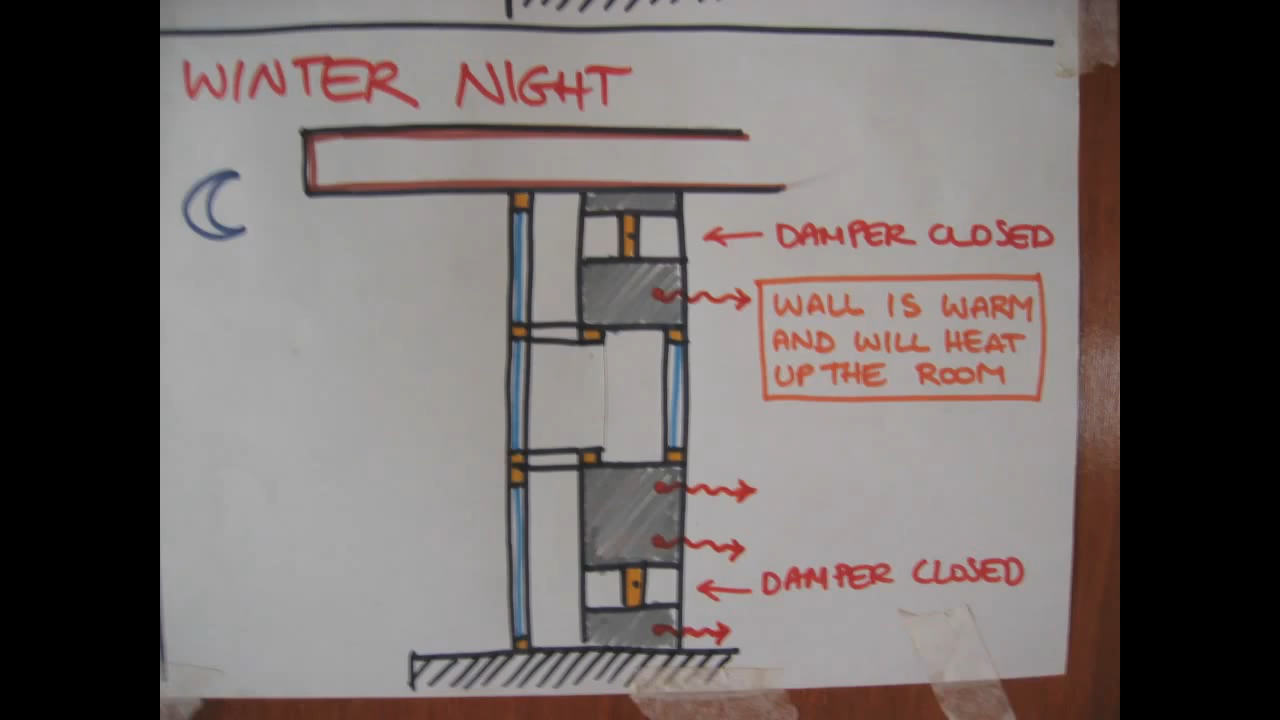 WINTER NIGHT
DAMPER CLOSED
WALL IS WARM
AND WILL HEAT
UP THE ROOM
DAMPER CLOSED